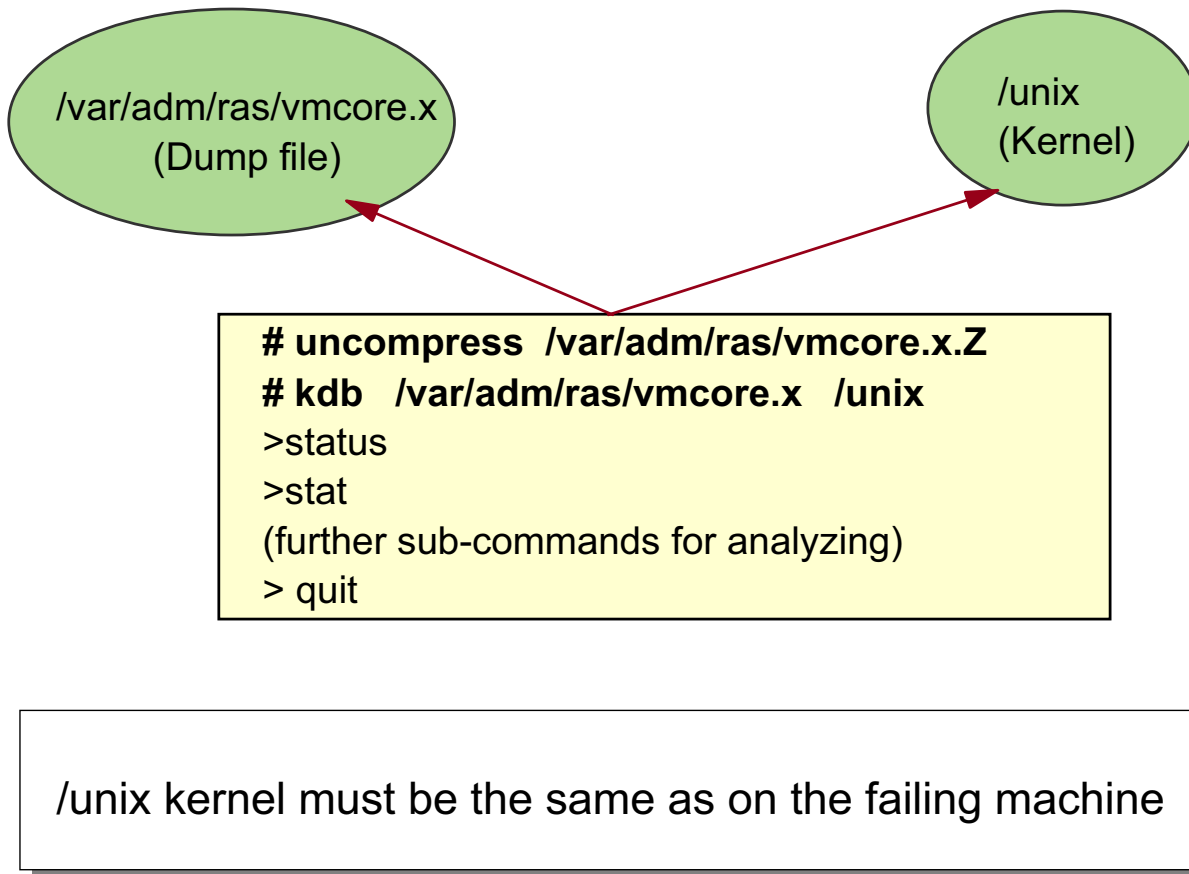 /var/adm/ras/vmcore.x
(Dump file)
/unix
(Kernel)
# uncompress /var/adm/ras/vmcore.x.Z
# kdb /var/adm/ras/vmcore.x /unix
>status
>stat
(further sub-commands for analyzing)
> quit
/unix kernel must be the same as on the failing machine